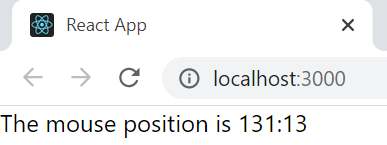 React App
localhost:3000
The mouse position is 131:13